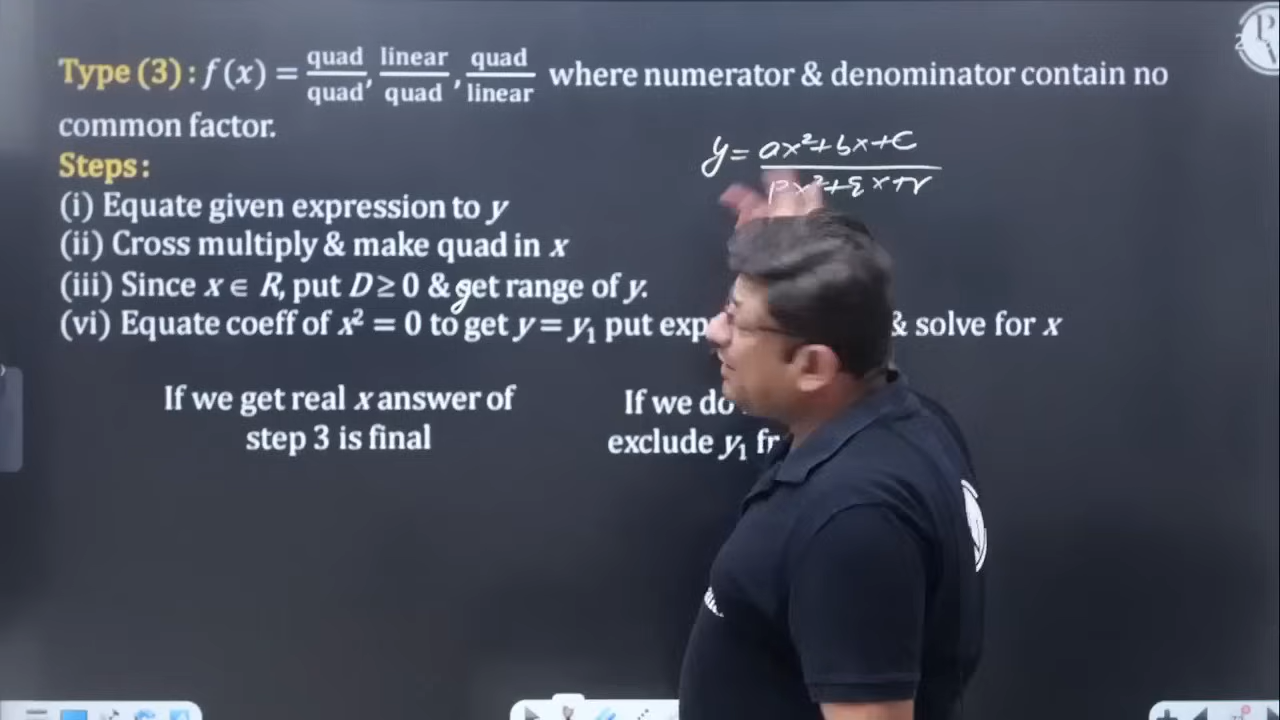 Type (3) : f(x) = quad/quad, linear/quad, quad/linear where numerator & denominator contain no
common factor.
y = ax²+bx+c / px²+qx+r
Steps:
(i) Equate given expression to y
(ii) Cross multiply & make quad in x
(iii) Since x ∈ R, put D ≥ 0 & get range of y.
(vi) Equate coeff of x² = 0 to get y = y₁ put & solve for x
If we get real x answer of
step 3 is final
If we do
exclude y₁